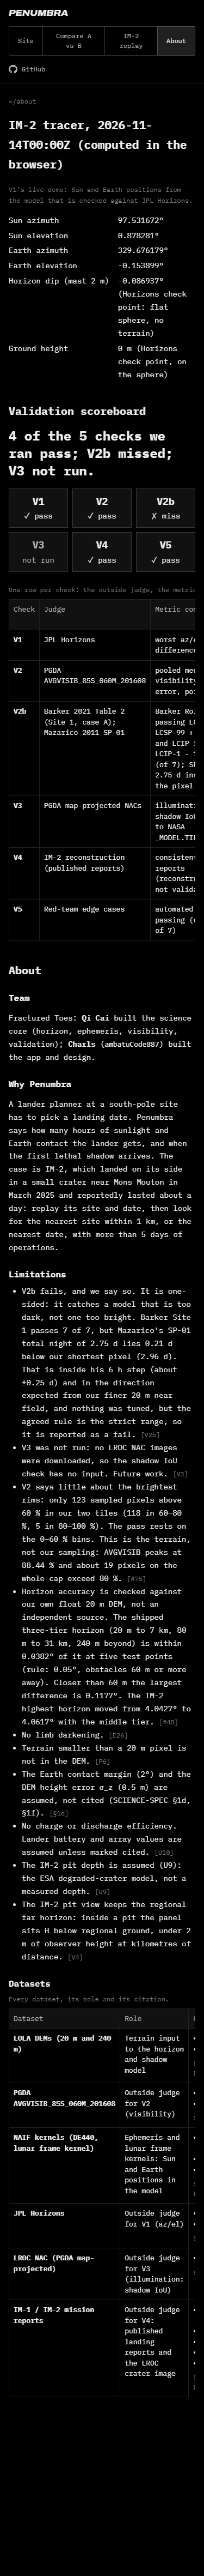 PENUMBRA
Site
Compare A
vs B
IM-2
replay
About
GitHub
~/about
IM-2 tracer, 2026-11-
14T00:00Z (computed in the
browser)
V1's live demo: Sun and Earth positions from
the model that is checked against JPL Horizons.
Sun azimuth 97.531672°
Sun elevation 0.878281°
Earth azimuth 329.676179°
Earth elevation -0.153899°
Horizon dip (mast 2 m) -0.086937°
(Horizons check
point: flat
sphere, no
terrain)
Ground height 0 m (Horizons
check point, on
the sphere)
Validation scoreboard
4 of the 5 checks we
ran pass; V2b missed;
V3 not run.
V1
✓ pass
V2
✓ pass
V2b
✗ miss
V3
not run
V4
✓ pass
V5
✓ pass
One row per check: the outside judge, the metri
Check Judge Metric con
V1 JPL Horizons worst az/e
difference
V2 PGDA
AVGVISIB_85S_060M_201608
pooled med
visibility
error, poi
V2b Barker 2021 Table 2
(Site 1, case A);
Mazarico 2011 SP-01
Barker Roi
passing LC
LCSP-99 +
and LCIP
LCIP-1 -
(of 7); SP
2.75 d ins
the pixel
V3 PGDA map-projected NACs illuminati
shadow IoU
to NASA
_MODEL.TIF
V4 IM-2 reconstruction
(published reports)
consistent
reports
(reconstru
not valida
V5 Red-team edge cases automated
passing (o
of 7)
About
Team
Fractured Toes: Qi Cai built the science
core (horizon, ephemeris, visibility,
validation); Charls (ambatuCode887) built
the app and design.
Why Penumbra
A lander planner at a south-pole site
has to pick a landing date. Penumbra
says how many hours of sunlight and
Earth contact the lander gets, and when
the first lethal shadow arrives. The
case is IM-2, which landed on its side
in a small crater near Mons Mouton in
March 2025 and reportedly lasted about a
day: replay its site and date, then look
for the nearest site within 1 km, or the
nearest date, with more than 5 days of
operations.
Limitations
• V2b fails, and we say so. It is one-
sided: it catches a model that is too
dark, not one too bright. Barker Site
1 passes 7 of 7, but Mazarico's SP-01
total night of 2.75 d lies 0.21 d
below our shortest pixel (2.96 d).
That is inside his 6 h step (about
±0.25 d) and in the direction
expected from our finer 20 m near
field, and nothing was tuned, but the
agreed rule is the strict range, so
it is reported as a fail. [V2b]
• V3 was not run: no LROC NAC images
were downloaded, so the shadow IoU
check has no input. Future work. [V3]
• V2 says little about the brightest
rims: only 123 sampled pixels above
60 % in our two tiles (118 in 60–80
%, 5 in 80–100 %). The pass rests on
the 0–60 % bins. This is the terrain,
not our sampling: AVGVISIB peaks at
88.44 % and about 19 pixels on the
whole cap exceed 80 %. [#76]
• Horizon accuracy is checked against
our own float 20 m DEM, not an
independent source. The shipped
three-tier horizon (20 m to 7 km, 80
m to 31 km, 240 m beyond) is within
0.0382° of it at five test points
(rule: 0.05°, obstacles 60 m or more
away). Closer than 60 m the largest
difference is 0.1177°. The IM-2
highest horizon moved from 4.0427° to
4.0617° with the middle tier. [#48]
• No limb darkening. [E26]
• Terrain smaller than a 20 m pixel is
not in the DEM. [P6]
• The Earth contact margin (2°) and the
DEM height error σ_z (0.5 m) are
assumed, not cited (SCIENCE-SPEC §1d,
§1f). [§1d]
• No charge or discharge efficiency.
Lander battery and array values are
assumed unless marked cited. [U10]
• The IM-2 pit depth is assumed (U9):
the ESA degraded-crater model, not a
measured depth. [U9]
• The IM-2 pit view keeps the regional
far horizon: inside a pit the panel
sits H below regional ground, under 2
m of observer height at kilometres of
distance. [V4]
Datasets
Every dataset, its role and its citation.
Dataset Role
LOLA DEMs (20 m and 240
m)
Terrain input
to the horizon
and shadow
model
PGDA
AVGVISIB_85S_060M_201608
Outside judge
for V2
(visibility)
NAIF kernels (DE440,
lunar frame kernel)
Ephemeris and
lunar frame
kernels: Sun
and Earth
positions in
the model
JPL Horizons Outside judge
for V1 (az/el)
LROC NAC (PGDA map-
projected)
Outside judge
for V3
(illumination:
shadow IoU)
IM-1 / IM-2 mission
reports
Outside judge
for V4:
published
landing
reports and
the LROC
crater image